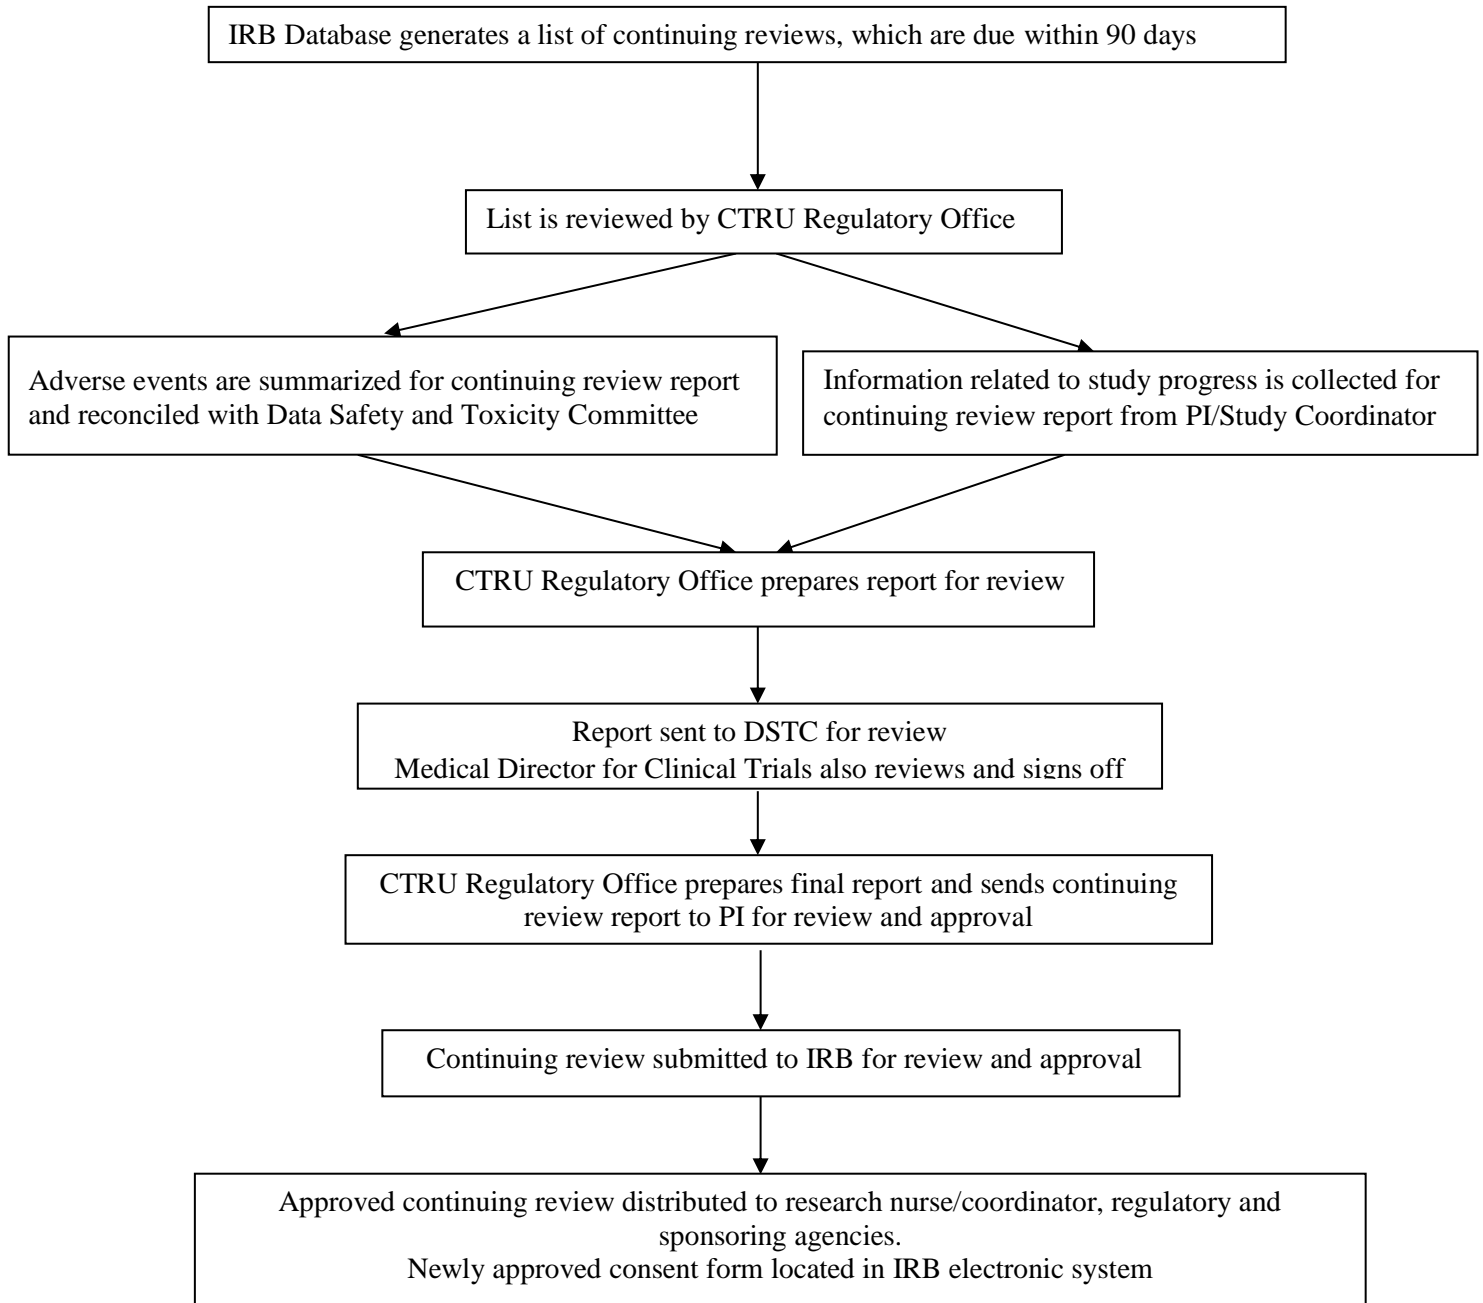 IRB Database generates a list of continuing reviews, which are due within 90 days
List is reviewed by CTRU Regulatory Office
Adverse events are summarized for continuing review report
and reconciled with Data Safety and Toxicity Committee
Information related to study progress is collected for
continuing review report from PI/Study Coordinator
CTRU Regulatory Office prepares report for review
Report sent to DSTC for review
Medical Director for Clinical Trials also reviews and signs off
CTRU Regulatory Office prepares final report and sends continuing
review report to PI for review and approval
Continuing review submitted to IRB for review and approval
Approved continuing review distributed to research nurse/coordinator, regulatory and
sponsoring agencies.
Newly approved consent form located in IRB electronic system